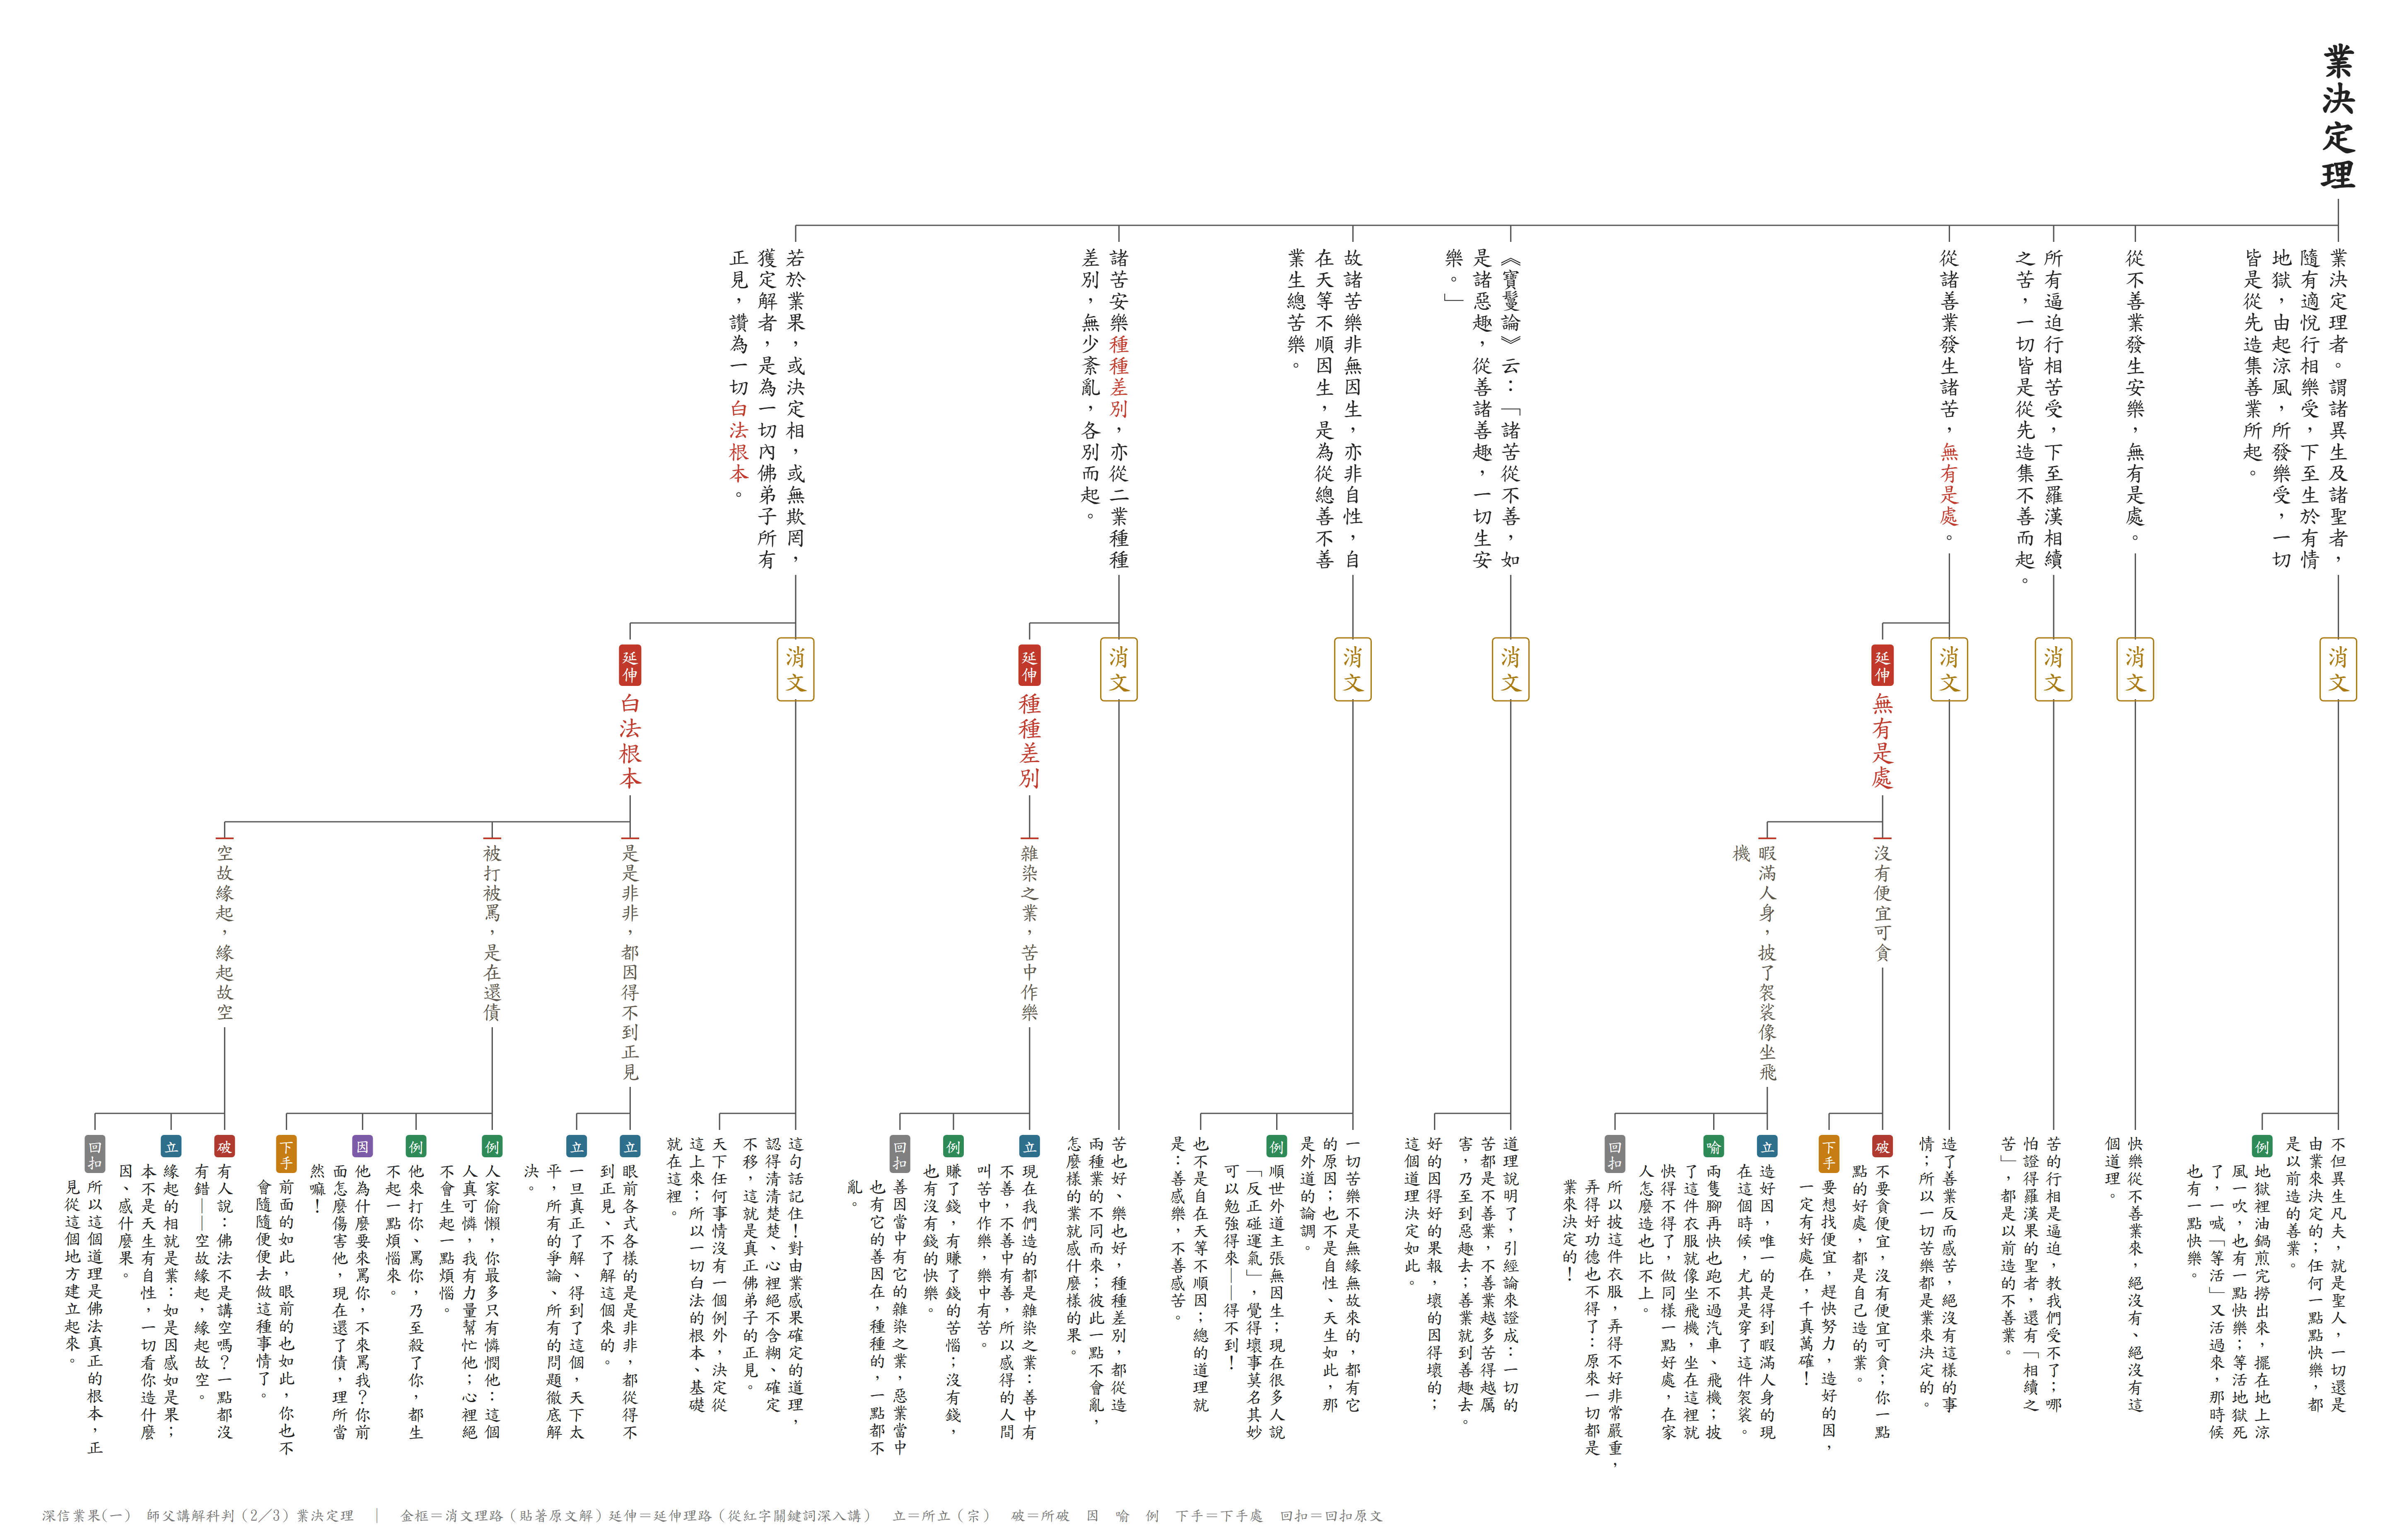 業決定理
業決定理者。謂諸異生及諸聖者，
隨有適悅行相樂受，下至生於有情
地獄，由起涼風，所發樂受，一切
皆是從先造集善業所起。
從不善業發生安樂，無有是處。
所有逼迫行相苦受，下至羅漢相續
之苦，一切皆是從先造集不善而起。
從諸善業發生諸苦，無有是處。
《寶鬘論》云：「諸苦從不善，如
是諸惡趣，從善諸善趣，一切生安
樂。」
故諸苦樂非無因生，亦非自性，自
在天等不順因生，是為從總善不善
業生總苦樂。
諸苦安樂種種差別，亦從二業種種
差別，無少紊亂，各別而起。
若於業果，或決定相，或無欺罔，
獲定解者，是為一切內佛弟子所有
正見，讚為一切白法根本。
消文
消文
消文
消文
延伸
無有是處
消文
消文
消文
延伸
種種差別
消文
延伸
白法根本
沒有便宜可貪
暇滿人身，披了袈裟像坐飛
機
雜染之業，苦中作樂
是是非非，都因得不到正見
被打被罵，是在還債
空故緣起，緣起故空
不但異生凡夫，就是聖人，一切還是
由業來決定的；任何一點點快樂，都
是以前造的善業。
例
地獄裡油鍋煎完撈出來，擺在地上涼
風一吹，也有一點快樂；等活地獄死
了，一喊「等活」又活過來，那時候
也有一點快樂。
快樂從不善業來，絕沒有、絕沒有這
個道理。
苦的行相是逼迫，教我們受不了；哪
怕證得羅漢果的聖者，還有「相續之
苦」，都是以前造的不善業。
造了善業反而感苦，絕沒有這樣的事
情；所以一切苦樂都是業來決定的。
破
不要貪便宜，沒有便宜可貪；你一點
點的好處，都是自己造的業。
下手
要想找便宜，趕快努力，造好的因，
一定有好處在，千真萬確！
立
造好因，唯一的是得到暇滿人身的現
在這個時候，尤其是穿了這件袈裟。
喻
兩隻腳再快也跑不過汽車、飛機；披
了這件衣服就像坐飛機，坐在這裡就
快得不得了，做同樣一點好處，在家
人怎麼造也比不上。
回扣
所以披這件衣服，弄得不好非常嚴重，
弄得好功德也不得了：原來一切都是
業來決定的！
道理說明了，引經論來證成：一切的
苦都是不善業，不善業越多苦得越厲
害，乃至到惡趣去；善業就到善趣去。
好的因得好的果報，壞的因得壞的；
這個道理決定如此。
一切苦樂不是無緣無故來的，都有它
的原因；也不是自性、天生如此，那
是外道的論調。
例
順世外道主張無因生；現在很多人說
「反正碰運氣」，覺得壞事莫名其妙
可以勉強得來——得不到！
也不是自在天等不順因；總的道理就
是：善感樂，不善感苦。
苦也好、樂也好，種種差別，都從造
兩種業的不同而來；彼此一點不會亂，
怎麼樣的業就感什麼樣的果。
立
現在我們造的都是雜染之業：善中有
不善，不善中有善，所以感得的人間
叫苦中作樂，樂中有苦。
例
賺了錢，有賺了錢的苦惱；沒有錢，
也有沒有錢的快樂。
回扣
善因當中有它的雜染之業，惡業當中
也有它的善因在，種種的，一點都不
亂。
這句話記住！對由業感果確定的道理，
認得清清楚楚、心裡絕不含糊、確定
不移，這就是真正佛弟子的正見。
天下任何事情沒有一個例外，決定從
這上來；所以一切白法的根本、基礎
就在這裡。
立
眼前各式各樣的是是非非，都從得不
到正見、不了解這個來的。
立
一旦真正了解、得到了這個，天下太
平，所有的爭論、所有的問題徹底解
決。
例
人家偷懶，你最多只有憐憫他：這個
人真可憐，我有力量幫忙他；心裡絕
不會生起一點煩惱。
例
他來打你、罵你，乃至殺了你，都生
不起一點煩惱來。
因
他為什麼要來罵你，不來罵我？你前
面怎麼傷害他，現在還了債，理所當
然嘛！
下手
前面的如此，眼前的也如此，你也不
會隨隨便便去做這種事情了。
破
有人說：佛法不是講空嗎？一點都沒
有錯——空故緣起，緣起故空。
立
緣起的相就是業：如是因感如是果；
本不是天生有自性，一切看你造什麼
因、感什麼果。
回扣
所以這個道理是佛法真正的根本，正
見從這個地方建立起來。
深信業果(一)　師父講解科判（2／3）業決定理　｜　金框＝消文理路（貼著原文解）延伸＝延伸理路（從紅字關鍵詞深入講）　立＝所立（宗）　破＝所破　因　喻　例　下手＝下手處　回扣＝回扣原文